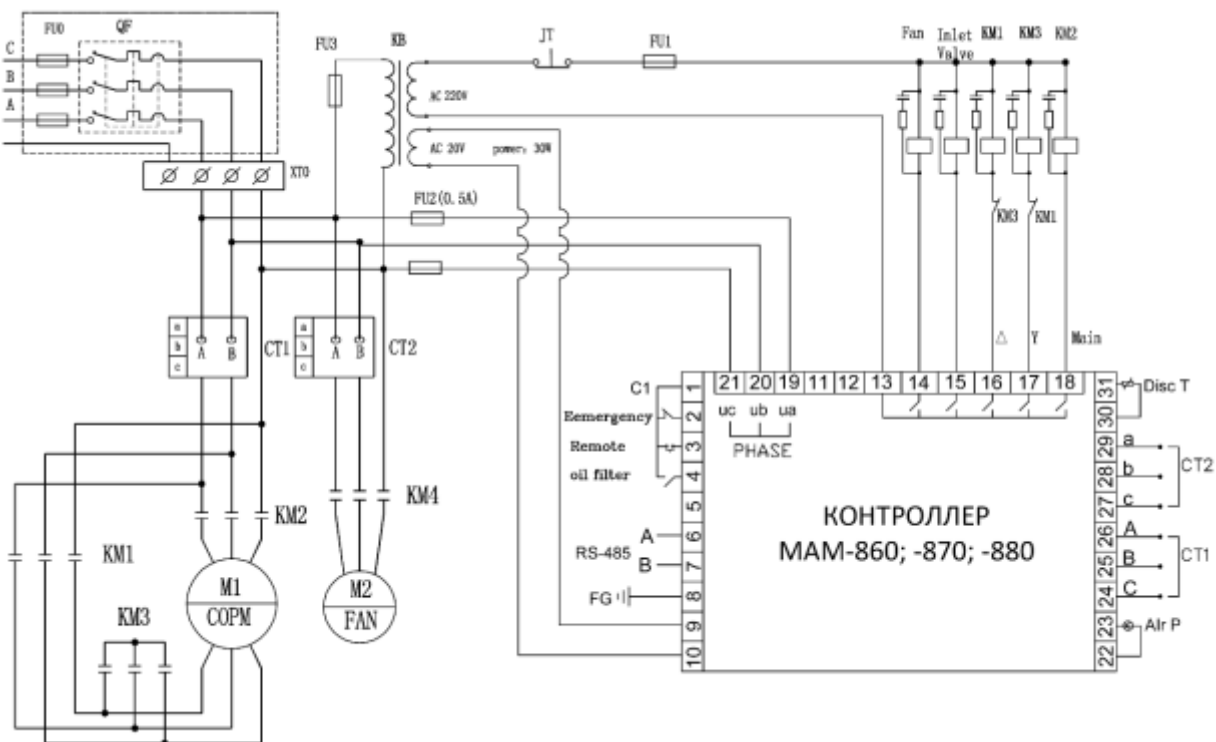 FU0 QF
C
B
A
XT0
FU3 KB JT FU1
AC 220V
AC 20V power: 30W
FU2(0.5A)
Fan Inlet Valve KM1 KM3 KM2
KM3 KM1
△ Y Main
a
b
c
A B
CT1
a
b
c
A B
CT2
KM2
KM4
KM1
KM3
M1
COPM
M2
FAN
C1
Eemergency
Remote
oil filter
RS-485
A
B
FG
1
2
3
4
5
6
7
8
9
10
21 20 19 11 12 13 14 15 16 17 18
uc ub ua
PHASE
КОНТРОЛЛЕР
МАМ-860; -870; -880
31
30
29
28
27
26
25
24
23
22
Disc T
a
b
c
CT2
A
B
C
CT1
AIr P